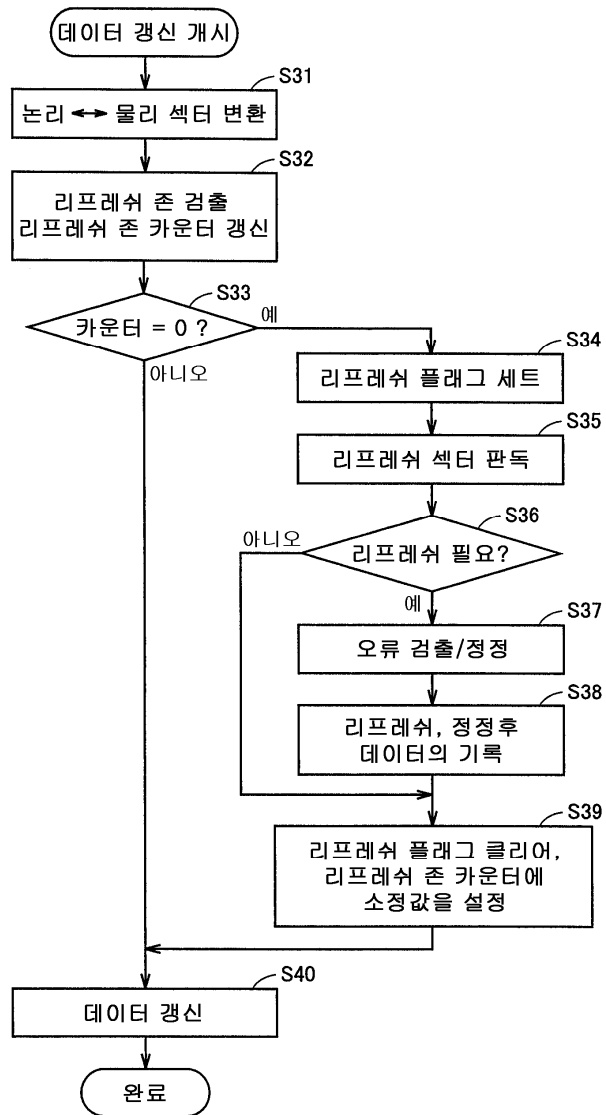 데이터 갱신 개시
S31
논리 ↔ 물리 섹터 변환
S32
리프레쉬 존 검출
리프레쉬 존 카운터 갱신
S33
카운터 = 0 ?
예
아니오
S34
리프레쉬 플래그 세트
S35
리프레쉬 섹터 판독
S36
리프레쉬 필요?
아니오
예
S37
오류 검출/정정
S38
리프레쉬, 정정후
데이터의 기록
S39
리프레쉬 플래그 클리어,
리프레쉬 존 카운터에
소정값을 설정
S40
데이터 갱신
완료